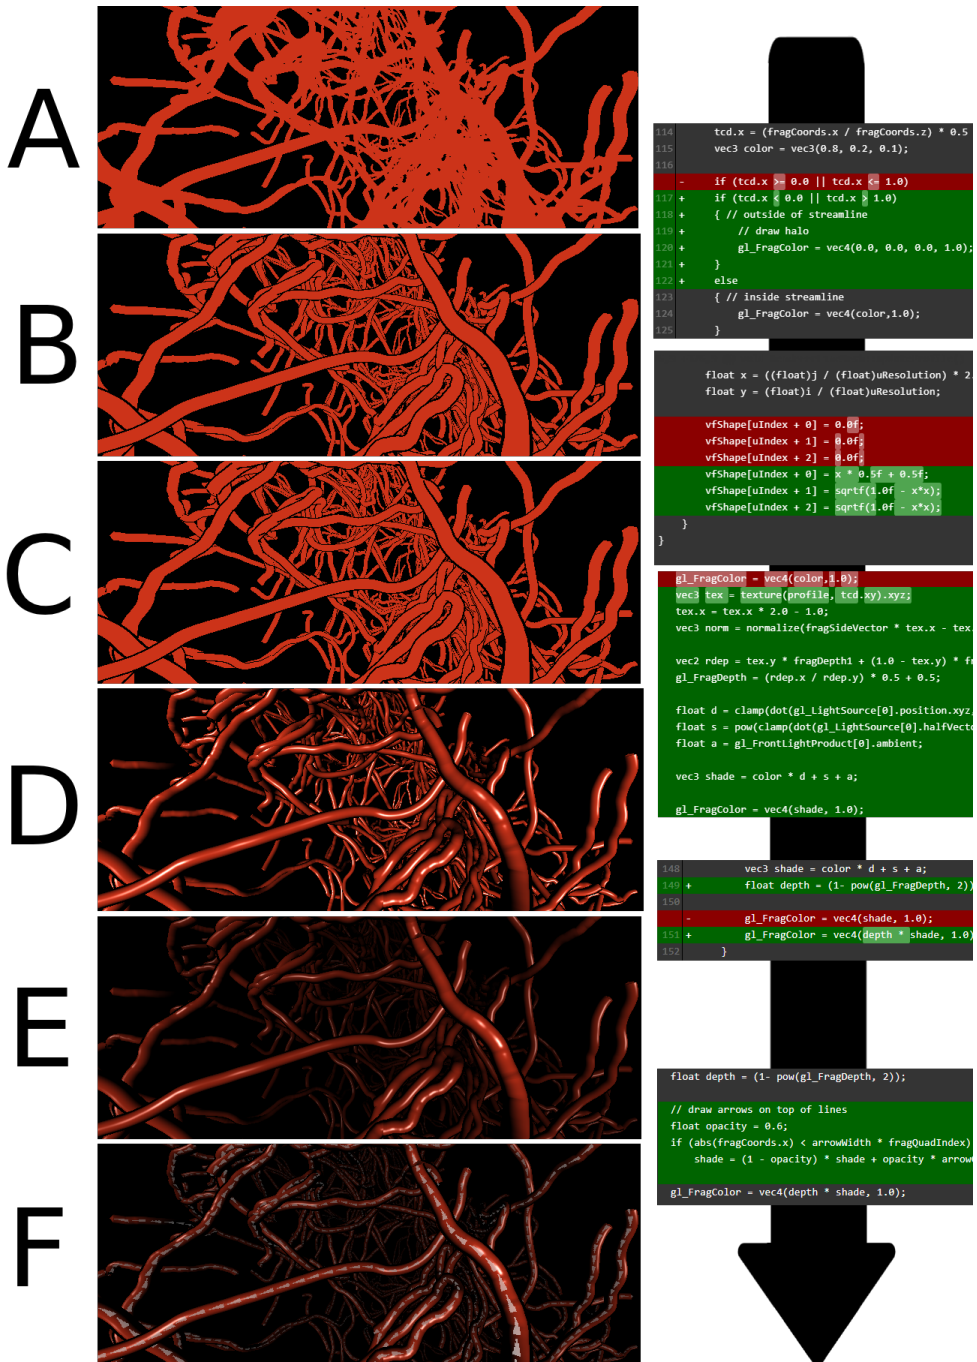 A
B
C
D
E
F
114 tcd.x = (fragCoords.x / fragCoords.z) * 0.5
115 vec3 color = vec3(0.8, 0.2, 0.1);
116
- if (tcd.x >= 0.0 || tcd.x <= 1.0)
117 + if (tcd.x < 0.0 || tcd.x > 1.0)
118 + { // outside of streamline
119 + // draw halo
120 + gl_FragColor = vec4(0.0, 0.0, 0.0, 1.0);
121 + }
122 + else
123 { // inside streamline
124 gl_FragColor = vec4(color,1.0);
125 }
float x = ((float)j / (float)uResolution) * 2.
float y = (float)i / (float)uResolution;
vfShape[uIndex + 0] = 0.0f;
vfShape[uIndex + 1] = 0.0f;
vfShape[uIndex + 2] = 0.0f;
vfShape[uIndex + 0] = x * 0.5f + 0.5f;
vfShape[uIndex + 1] = sqrtf(1.0f - x*x);
vfShape[uIndex + 2] = sqrtf(1.0f - x*x);
}
}
gl_FragColor = vec4(color,1.0);
vec3 tex = texture(profile, tcd.xy).xyz;
tex.x = tex.x * 2.0 - 1.0;
vec3 norm = normalize(fragSideVector * tex.x - tex.
vec2 rdep = tex.y * fragDepth1 + (1.0 - tex.y) * f
gl_FragDepth = (rdep.x / rdep.y) * 0.5 + 0.5;
float d = clamp(dot(gl_LightSource[0].position.xyz,
float s = pow(clamp(dot(gl_LightSource[0].halfVect
float a = gl_FrontLightProduct[0].ambient;
vec3 shade = color * d + s + a;
gl_FragColor = vec4(shade, 1.0);
148 vec3 shade = color * d + s + a;
149 + float depth = (1- pow(gl_FragDepth, 2))
150
- gl_FragColor = vec4(shade, 1.0);
151 + gl_FragColor = vec4(depth * shade, 1.0)
152 }
float depth = (1- pow(gl_FragDepth, 2));
// draw arrows on top of lines
float opacity = 0.6;
if (abs(fragCoords.x) < arrowWidth * fragQuadIndex)
shade = (1 - opacity) * shade + opacity * arrow
gl_FragColor = vec4(depth * shade, 1.0);